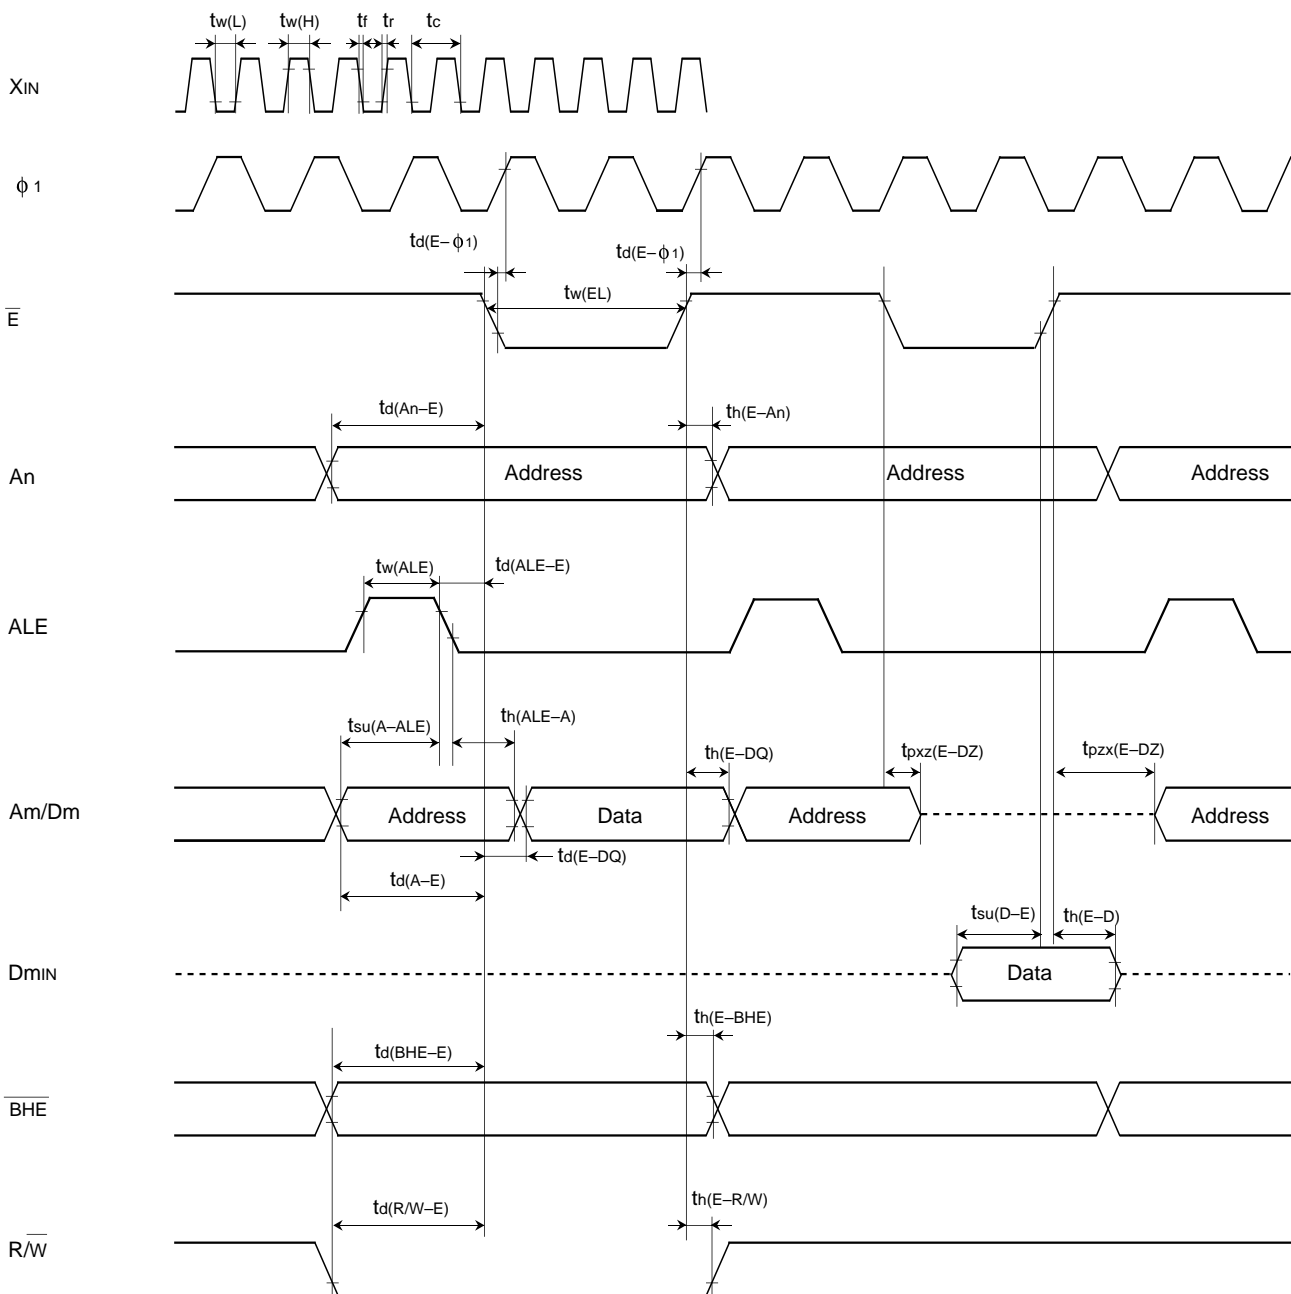 tw(L) tw(H) tf tr tc
XIN
ϕ 1
td(E–ϕ1) td(E–ϕ1)
tw(EL)
E
td(An–E) th(E–An)
An Address Address Address
tw(ALE) td(ALE–E)
ALE
tsu(A–ALE) th(ALE–A) th(E–DQ) tpxz(E–DZ) tpzx(E–DZ)
Am/Dm Address Data Address Address
td(E–DQ)
td(A–E)
tsu(D–E) th(E–D)
DmIN Data
th(E–BHE)
td(BHE–E)
BHE
th(E–R/W)
td(R/W–E)
R/W